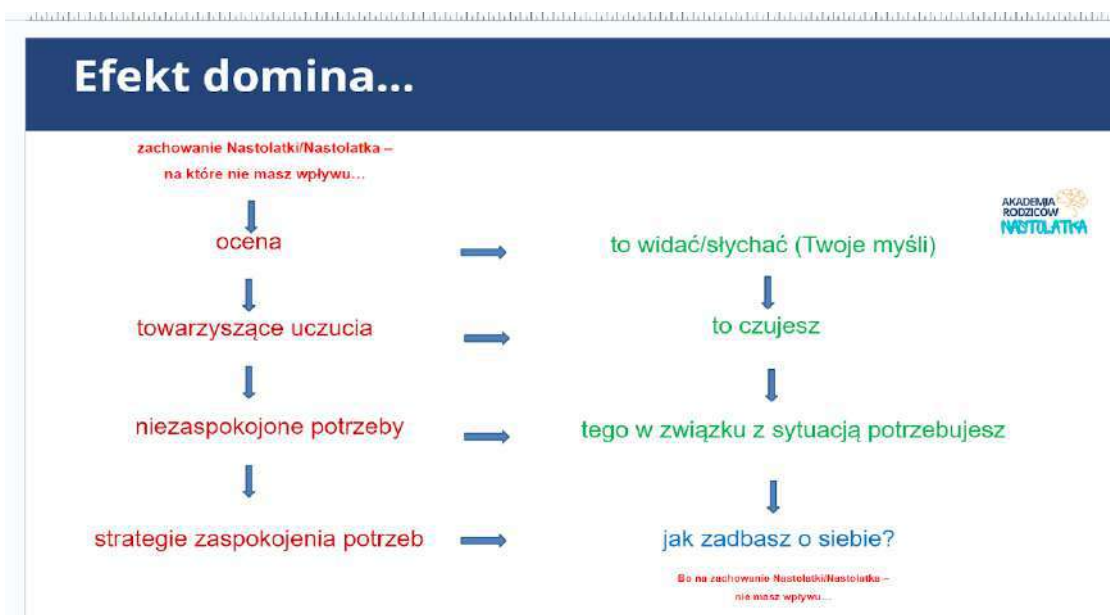 Efekt domina...
zachowanie Nastolatki/Nastolatka –
na które nie masz wpływu...
AKADEMIA
RODZICÓW
NASTOLATKA
ocena
to widać/słychać (Twoje myśli)
towarzyszące uczucia
to czujesz
niezaspokojone potrzeby
tego w związku z sytuacją potrzebujesz
strategie zaspokojenia potrzeb
jak zadbasz o siebie?
Bo na zachowanie Nastolatki/Nastolatka –
nie masz wpływu...